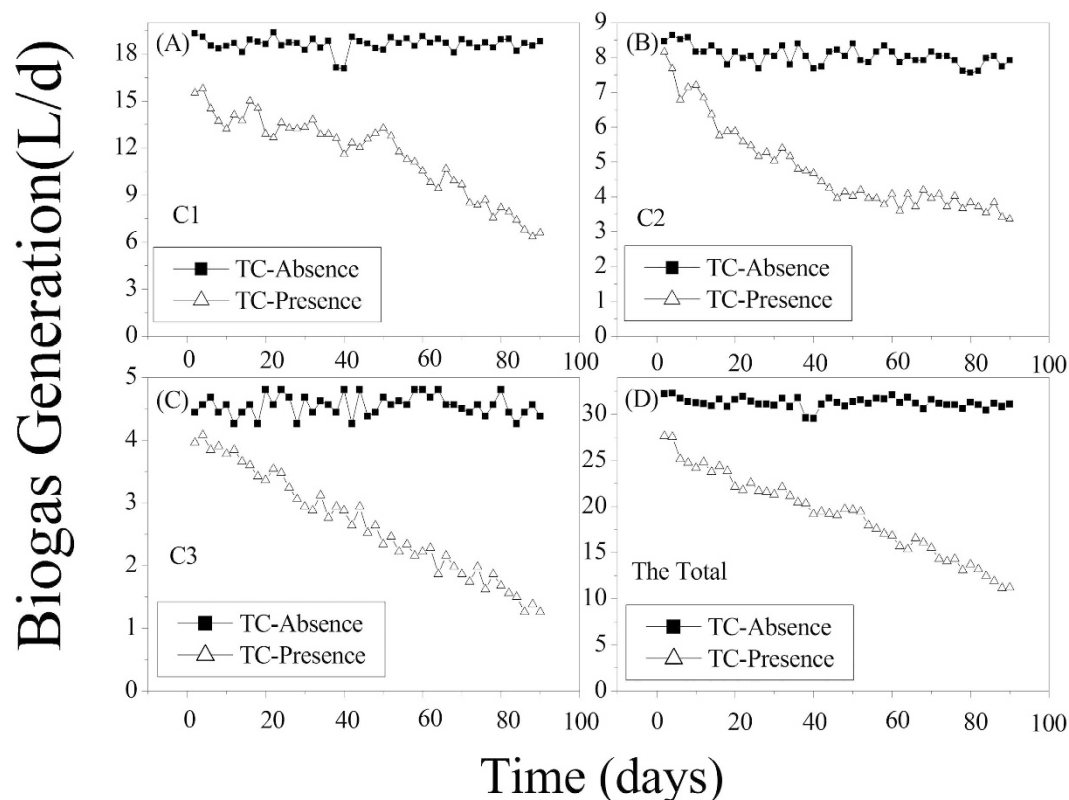 Biogas Generation(L/d)
(A)
18
15
12
9
6
3
0
C1
TC-Absence
TC-Presence
0 20 40 60 80 100
(B)
9
8
7
6
5
4
3
2
1
0
C2
TC-Absence
TC-Presence
0 20 40 60 80 100
(C)
5
4
3
2
1
0
C3
TC-Absence
TC-Presence
0 20 40 60 80 100
(D)
30
25
20
15
10
5
0
The Total
TC-Absence
TC-Presence
0 20 40 60 80 100
Time (days)